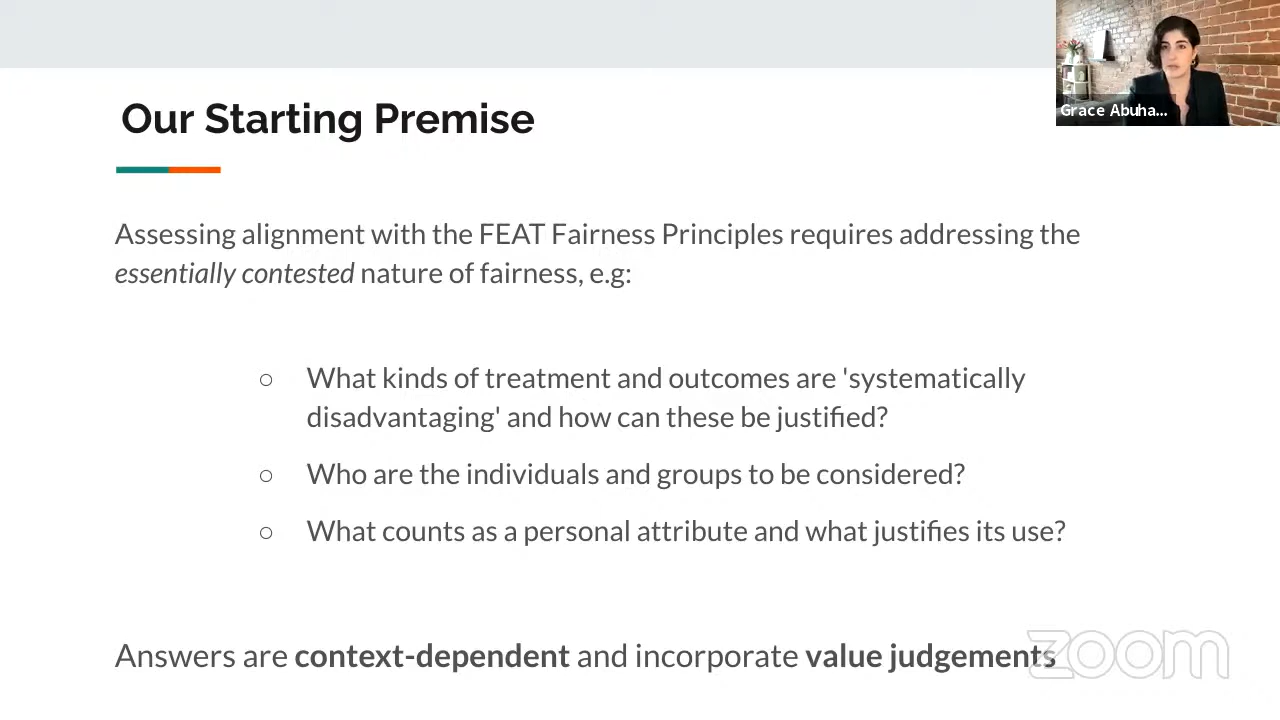 Grace Abuha...
Our Starting Premise
Assessing alignment with the FEAT Fairness Principles requires addressing the
essentially contested nature of fairness, e.g:
○ What kinds of treatment and outcomes are 'systematically
disadvantaging' and how can these be justified?
○ Who are the individuals and groups to be considered?
○ What counts as a personal attribute and what justifies its use?
Answers are context-dependent and incorporate value judgements
zoom